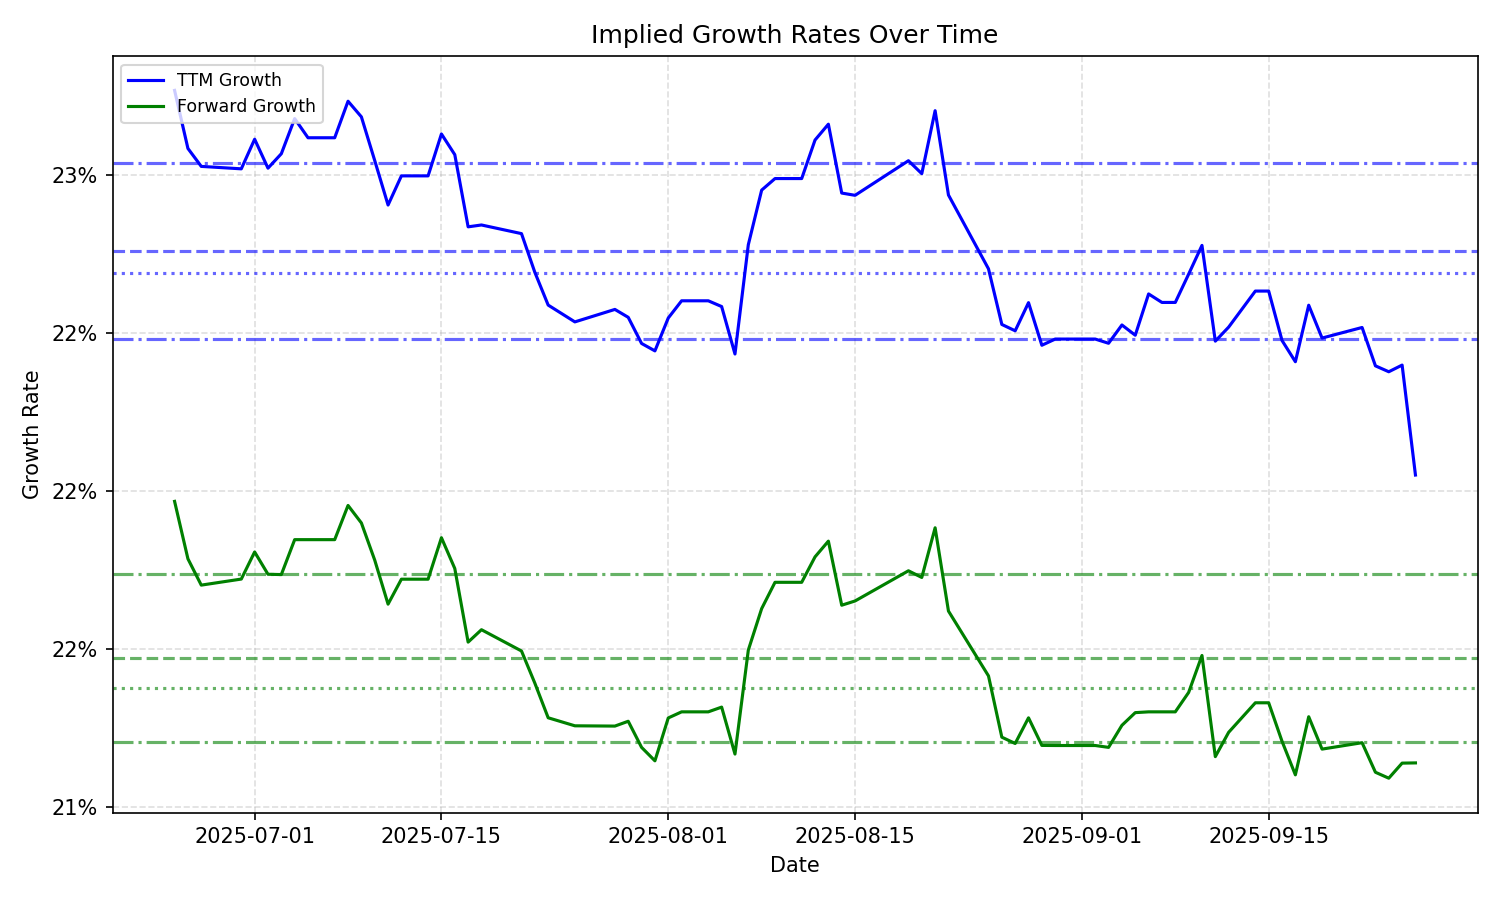 Implied Growth Rates Over Time
TTM Growth
Forward Growth
23%
22%
22%
22%
21%
Growth Rate
2025-07-01
2025-07-15
2025-08-01
2025-08-15
2025-09-01
2025-09-15
Date